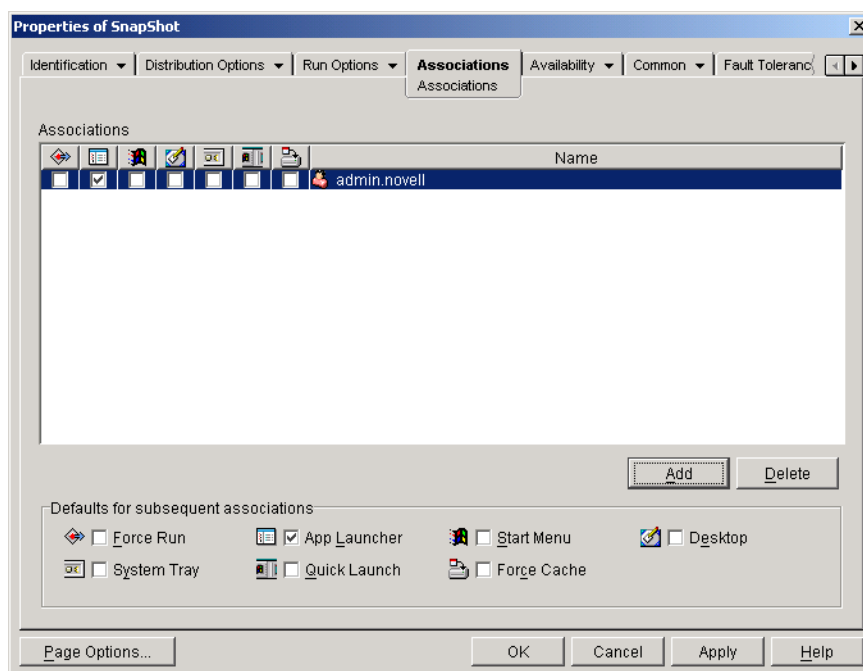 Properties of SnapShot
Identification Distribution Options Run Options Associations Availability Common Fault Toleranc
Associations
Associations
Name
admin.novell
Add Delete
Defaults for subsequent associations
Force Run App Launcher Start Menu Desktop
System Tray Quick Launch Force Cache
Page Options... OK Cancel Apply Help